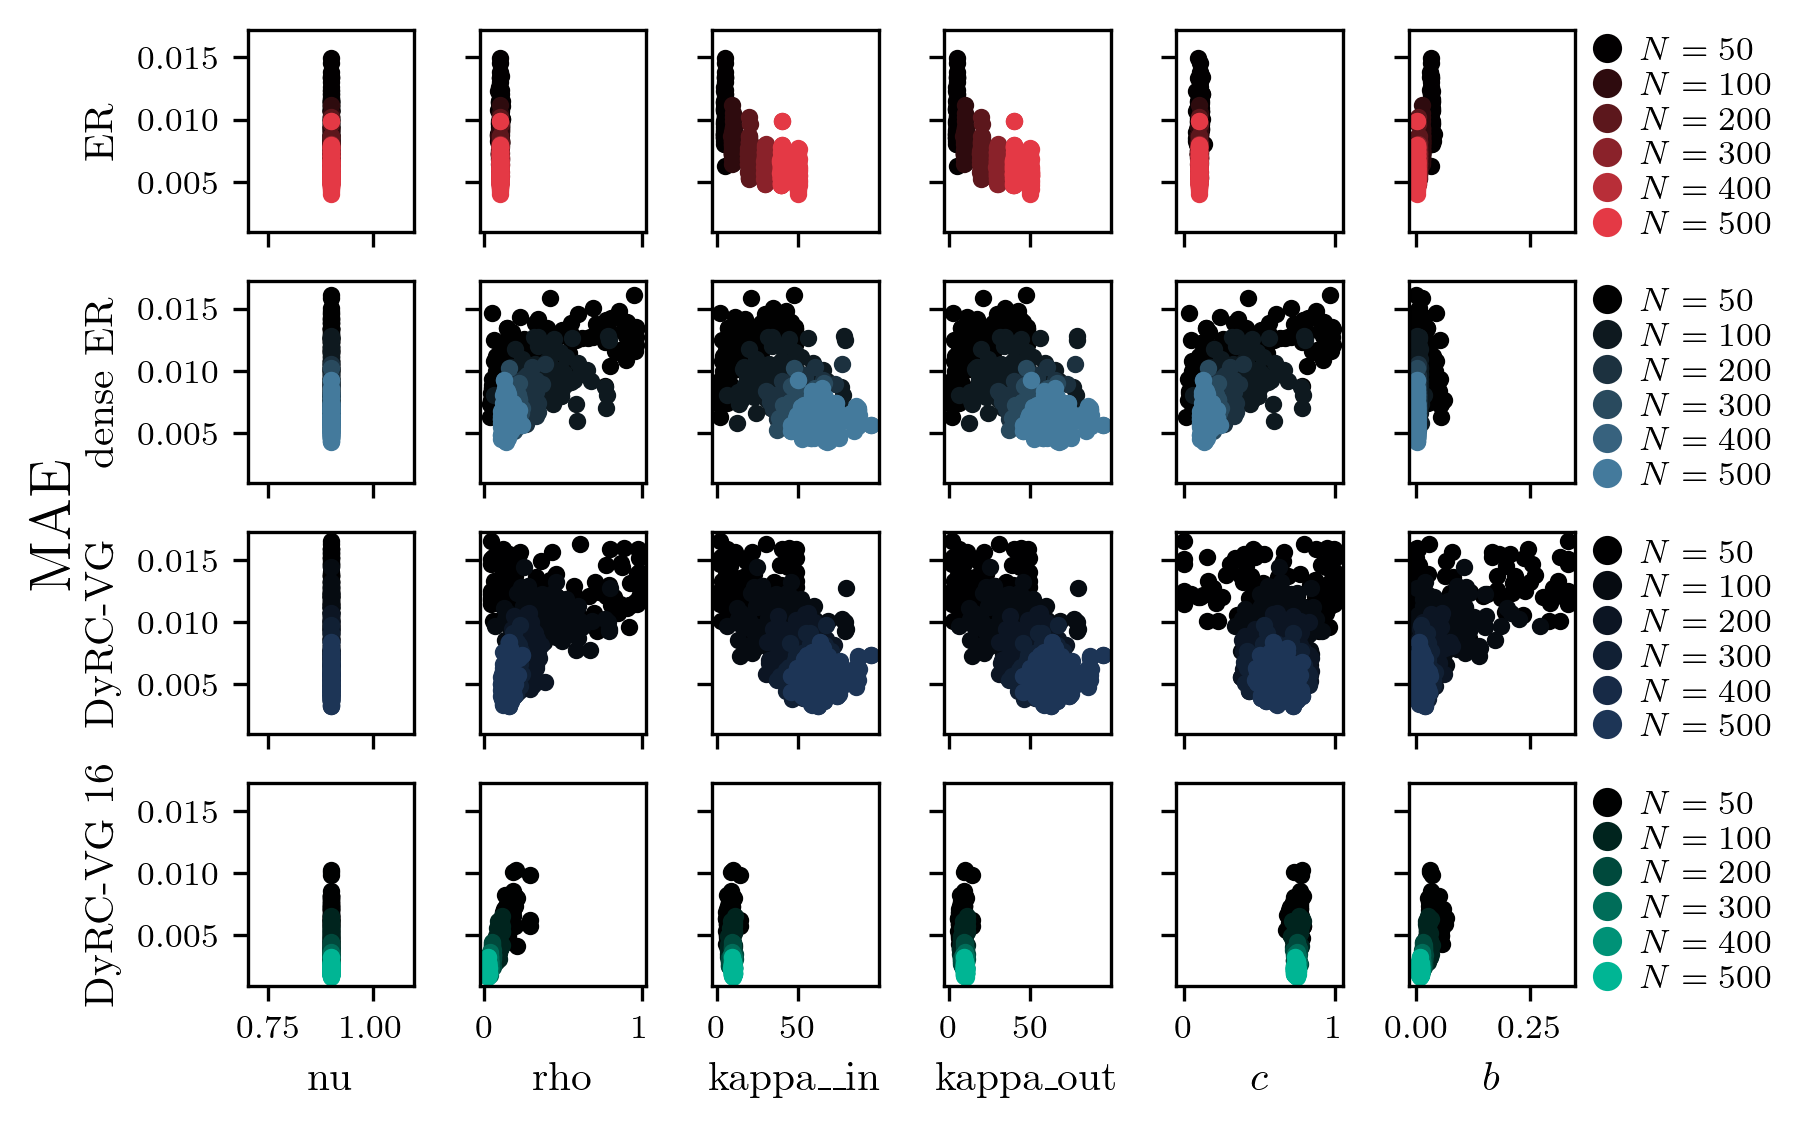 MAE
ER
0.015
0.010
0.005
N = 50
N = 100
N = 200
N = 300
N = 400
N = 500
dense ER
0.015
0.010
0.005
N = 50
N = 100
N = 200
N = 300
N = 400
N = 500
DyRC-VG
0.015
0.010
0.005
N = 50
N = 100
N = 200
N = 300
N = 400
N = 500
DyRC-VG 16
0.015
0.010
0.005
N = 50
N = 100
N = 200
N = 300
N = 400
N = 500
0.75 1.00 0 1 0 50 0 50 0 1 0.00 0.25
nu rho kappa__in kappa_out c b